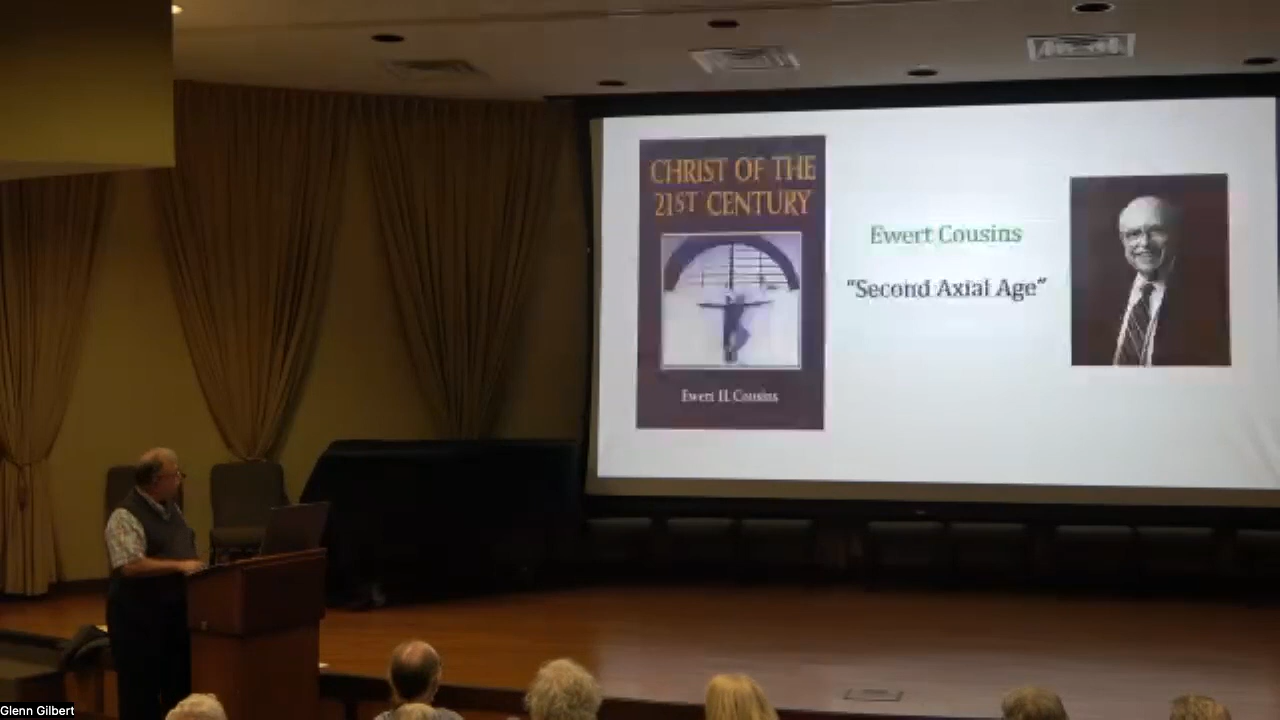 CHRIST OF THE
21ST CENTURY
Ewert H. Cousins
Ewert Cousins
“Second Axial Age”
Glenn Gilbert